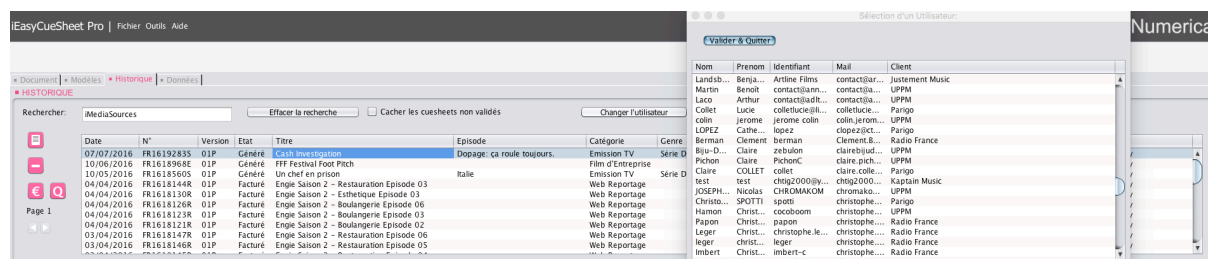 iEasyCueSheet Pro | Fichier Outils Aide
Numerica
Document Modèles Historique Données
HISTORIQUE
Rechercher: iMediaSources Effacer la recherche Cacher les cuesheets non validés Changer l'utilisateur
Date N° Version Etat Titre Episode Catégorie Genre
07/07/2016 FR1619283S 01P Généré Cash Investigation Dopage: ça roule toujours. Emission TV Série D
10/06/2016 FR1618968E 01P Généré FFF Festival Foot Pitch Film d'Entreprise
10/05/2016 FR1618560S 01P Généré Un chef en prison Italie Emission TV Série D
04/04/2016 FR1618144R 01P Facturé Engie Saison 2 - Restauration Episode 03 Web Reportage
04/04/2016 FR1618130R 01P Facturé Engie Saison 2 - Esthetique Episode 03 Web Reportage
04/04/2016 FR1618126R 01P Facturé Engie Saison 2 - Boulangerie Episode 06 Web Reportage
04/04/2016 FR1618123R 01P Facturé Engie Saison 2 - Boulangerie Episode 03 Web Reportage
04/04/2016 FR1618121R 01P Facturé Engie Saison 2 - Boulangerie Episode 02 Web Reportage
03/04/2016 FR1618147R 01P Facturé Engie Saison 2 - Restauration Episode 06 Web Reportage
03/04/2016 FR1618146R 01P Facturé Engie Saison 2 - Restauration Episode 05 Web Reportage
€ Q
Page 1
Sélection d'un Utilisateur:
Valider & Quitter
Nom Prenom Identifiant Mail Client
Landsb... Benja... Artline Films contact@ar... Justement Music
Martin Benoit contact@ann... contact@a... UPPM
Laco Arthur contact@adlt... contact@a... UPPM
Collet Lucie colletlucie@l... colletlucie... Parigo
colin jerome jerome colin colin.jerom... UPPM
LOPEZ Cathe... lopez clopez@ct... Parigo
Berman Clement berman Clement.B... Radio France
Biju-D... Claire zebulon clairebijud... UPPM
Pichon Claire PichonC claire.pich... UPPM
Claire COLLET collet claire.colle... Parigo
test test chtig2000@y... chtig2000... Kaptain Music
JOSEPH... Nicolas CHROMAKOM chromako... UPPM
Christo... SPOTTI spotti christophe... Parigo
Hamon Christ... cocoboom christophe... UPPM
Papon Christ... papon christophe.... Radio France
Leger Christ... christophe.le... christophe.... Radio France
leger christ... leger christophe.... Radio France
Imbert Christ... imbert-c christophe.... Radio France